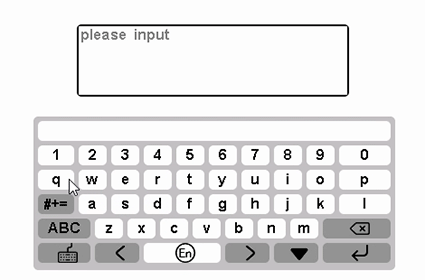 please input
1 2 3 4 5 6 7 8 9 0
q w e r t y u i o p
#+= a s d f g h j k l
ABC z x c v b n m
En